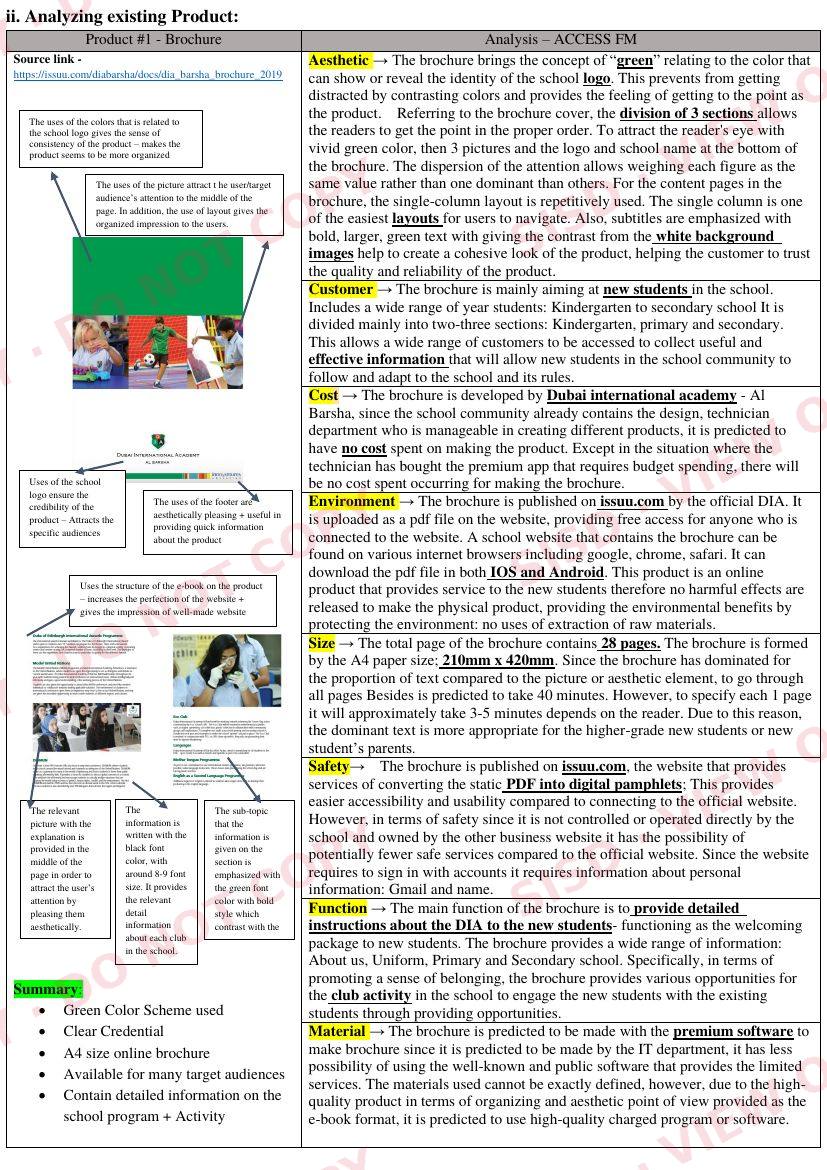 ii. Analyzing existing Product:
Product #1 - Brochure
Source link -
https://issuu.com/diabarsha/docs/dia_barsha_brochure_2019
The uses of the colors that is related to
the school logo gives the sense of
consistency of the product – makes the
product seems to be more organized
The uses of the picture attract t he user/target
audience's attention to the middle of the
page. In addition, the use of layout gives the
organized impression to the users.
DUBAI INTERNATIONAL ACADEMY
AL BARSHA
innoventures
Uses of the school
logo ensure the
credibility of the
product – Attracts the
specific audiences
The uses of the footer are
aesthetically pleasing + useful in
providing quick information
about the product
Uses the structure of the e-book on the product
– increases the perfection of the website +
gives the impression of well-made website
Duke of Edinburgh International Awards Programme
Model United Nations
Eco Club
Languages
Mother Tongue Programme
English as a Second Language Programme
The relevant
picture with the
explanation is
provided in the
middle of the
page in order to
attract the user's
attention by
pleasing them
aesthetically.
The
information is
written with the
black font
color, with
around 8-9 font
size. It provides
the relevant
detail
information
about each club
in the school.
The sub-topic
that the
information is
given on the
section is
emphasized with
the green font
color with bold
style which
contrast with the
Summary:
• Green Color Scheme used
• Clear Credential
• A4 size online brochure
• Available for many target audiences
• Contain detailed information on the
school program + Activity
Analysis – ACCESS FM
Aesthetic → The brochure brings the concept of “green” relating to the color that
can show or reveal the identity of the school logo. This prevents from getting
distracted by contrasting colors and provides the feeling of getting to the point as
the product. Referring to the brochure cover, the division of 3 sections allows
the readers to get the point in the proper order. To attract the reader's eye with
vivid green color, then 3 pictures and the logo and school name at the bottom of
the brochure. The dispersion of the attention allows weighing each figure as the
same value rather than one dominant than others. For the content pages in the
brochure, the single-column layout is repetitively used. The single column is one
of the easiest layouts for users to navigate. Also, subtitles are emphasized with
bold, larger, green text with giving the contrast from the white background
images help to create a cohesive look of the product, helping the customer to trust
the quality and reliability of the product.
Customer → The brochure is mainly aiming at new students in the school.
Includes a wide range of year students: Kindergarten to secondary school It is
divided mainly into two-three sections: Kindergarten, primary and secondary.
This allows a wide range of customers to be accessed to collect useful and
effective information that will allow new students in the school community to
follow and adapt to the school and its rules.
Cost → The brochure is developed by Dubai international academy - Al
Barsha, since the school community already contains the design, technician
department who is manageable in creating different products, it is predicted to
have no cost spent on making the product. Except in the situation where the
technician has bought the premium app that requires budget spending, there will
be no cost spent occurring for making the brochure.
Environment → The brochure is published on issuu.com by the official DIA. It
is uploaded as a pdf file on the website, providing free access for anyone who is
connected to the website. A school website that contains the brochure can be
found on various internet browsers including google, chrome, safari. It can
download the pdf file in both IOS and Android. This product is an online
product that provides service to the new students therefore no harmful effects are
released to make the physical product, providing the environmental benefits by
protecting the environment: no uses of extraction of raw materials.
Size → The total page of the brochure contains 28 pages. The brochure is formed
by the A4 paper size; 210mm x 420mm. Since the brochure has dominated for
the proportion of text compared to the picture or aesthetic element, to go through
all pages Besides is predicted to take 40 minutes. However, to specify each 1 page
it will approximately take 3-5 minutes depends on the reader. Due to this reason,
the dominant text is more appropriate for the higher-grade new students or new
student's parents.
Safety→ The brochure is published on issuu.com, the website that provides
services of converting the static PDF into digital pamphlets; This provides
easier accessibility and usability compared to connecting to the official website.
However, in terms of safety since it is not controlled or operated directly by the
school and owned by the other business website it has the possibility of
potentially fewer safe services compared to the official website. Since the website
requires to sign in with accounts it requires information about personal
information: Gmail and name.
Function → The main function of the brochure is to provide detailed
instructions about the DIA to the new students- functioning as the welcoming
package to new students. The brochure provides a wide range of information:
About us, Uniform, Primary and Secondary school. Specifically, in terms of
promoting a sense of belonging, the brochure provides various opportunities for
the club activity in the school to engage the new students with the existing
students through providing opportunities.
Material → The brochure is predicted to be made with the premium software to
make brochure since it is predicted to be made by the IT department, it has less
possibility of using the well-known and public software that provides the limited
services. The materials used cannot be exactly defined, however, due to the high-
quality product in terms of organizing and aesthetic point of view provided as the
e-book format, it is predicted to use high-quality charged program or software.